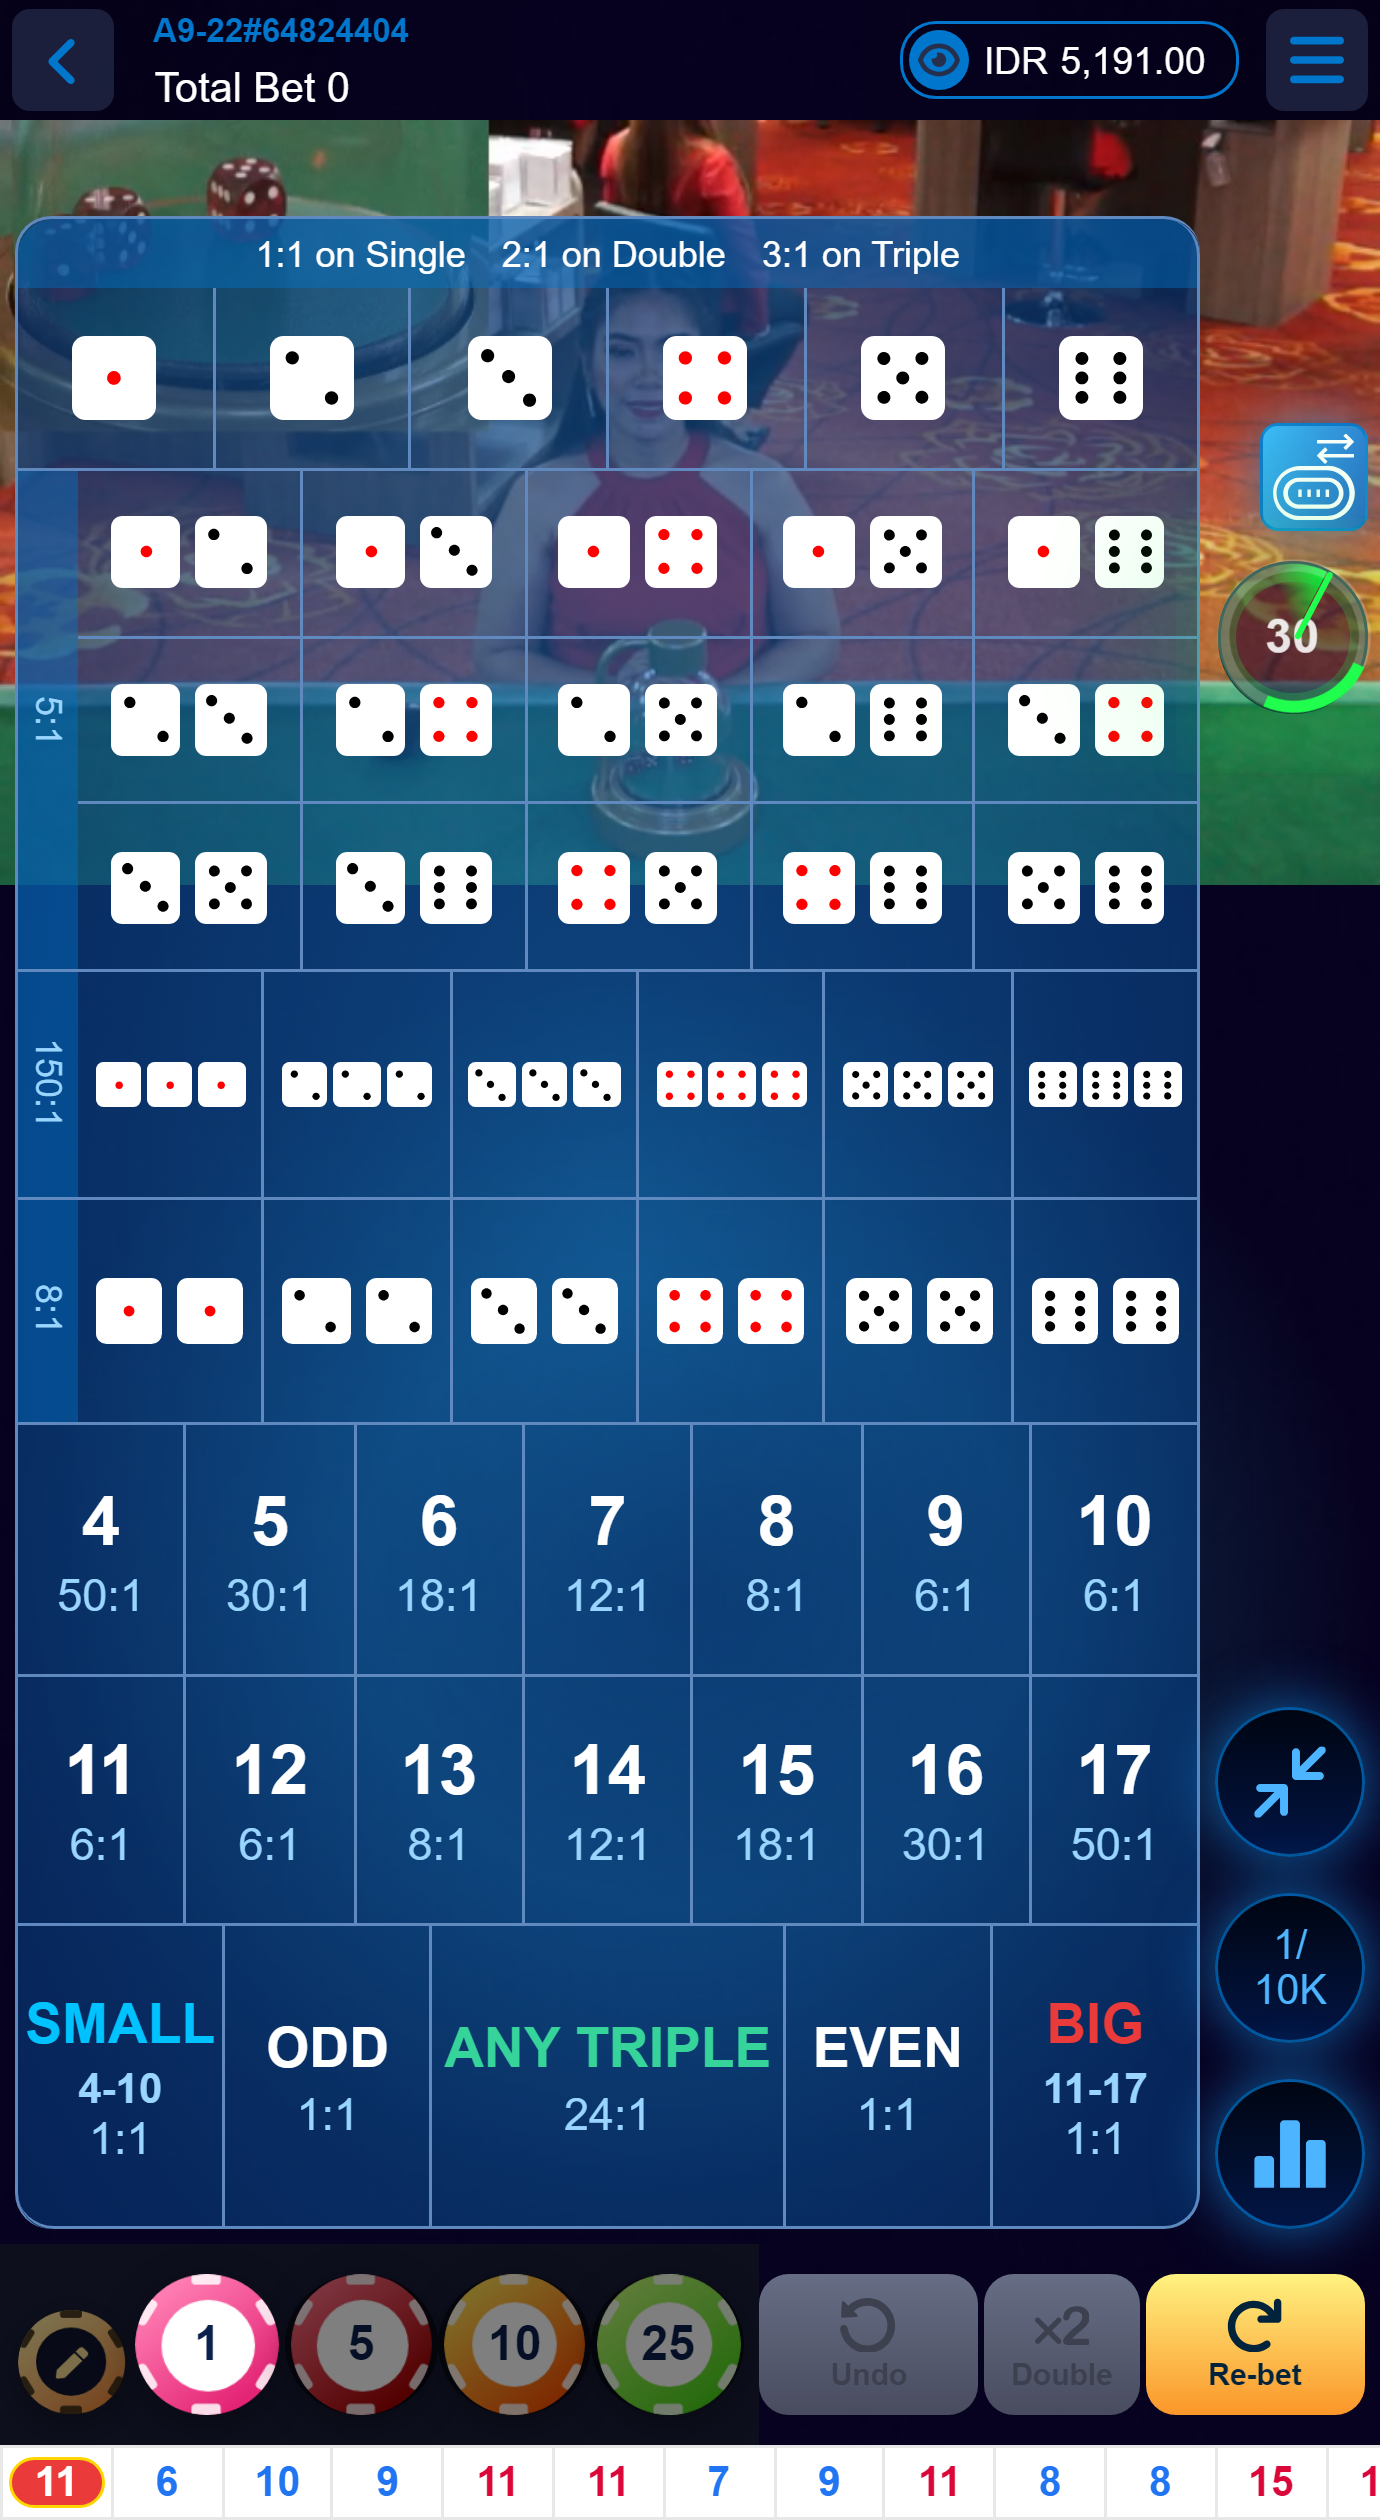 A9-22#64824404
Total Bet 0
IDR 5,191.00
1:1 on Single 2:1 on Double 3:1 on Triple
30
5:1
150:1
8:1
4 5 6 7 8 9 10
50:1 30:1 18:1 12:1 8:1 6:1 6:1
11 12 13 14 15 16 17
6:1 6:1 8:1 12:1 18:1 30:1 50:1
1/
10K
SMALL ODD ANY TRIPLE EVEN BIG
4-10 11-17
1:1 1:1 24:1 1:1 1:1
1 5 10 25
x2
Undo Double Re-bet
11 6 10 9 11 11 7 9 11 8 8 15